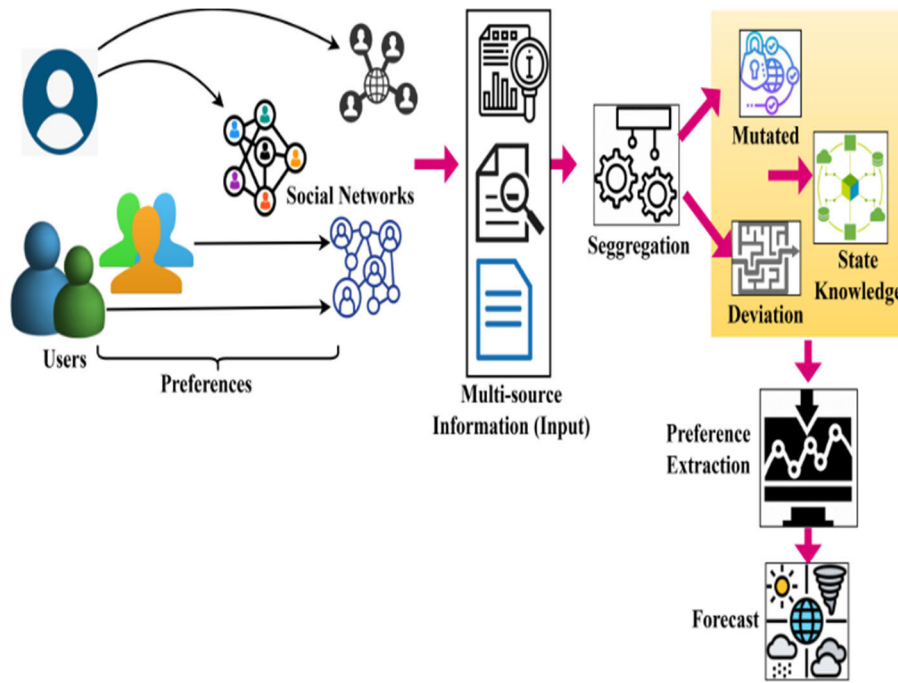 Social Networks
Users
Preferences
Multi-source
Information (Input)
Seggregation
Mutated
Deviation
State
Knowledge
Preference
Extraction
Forecast